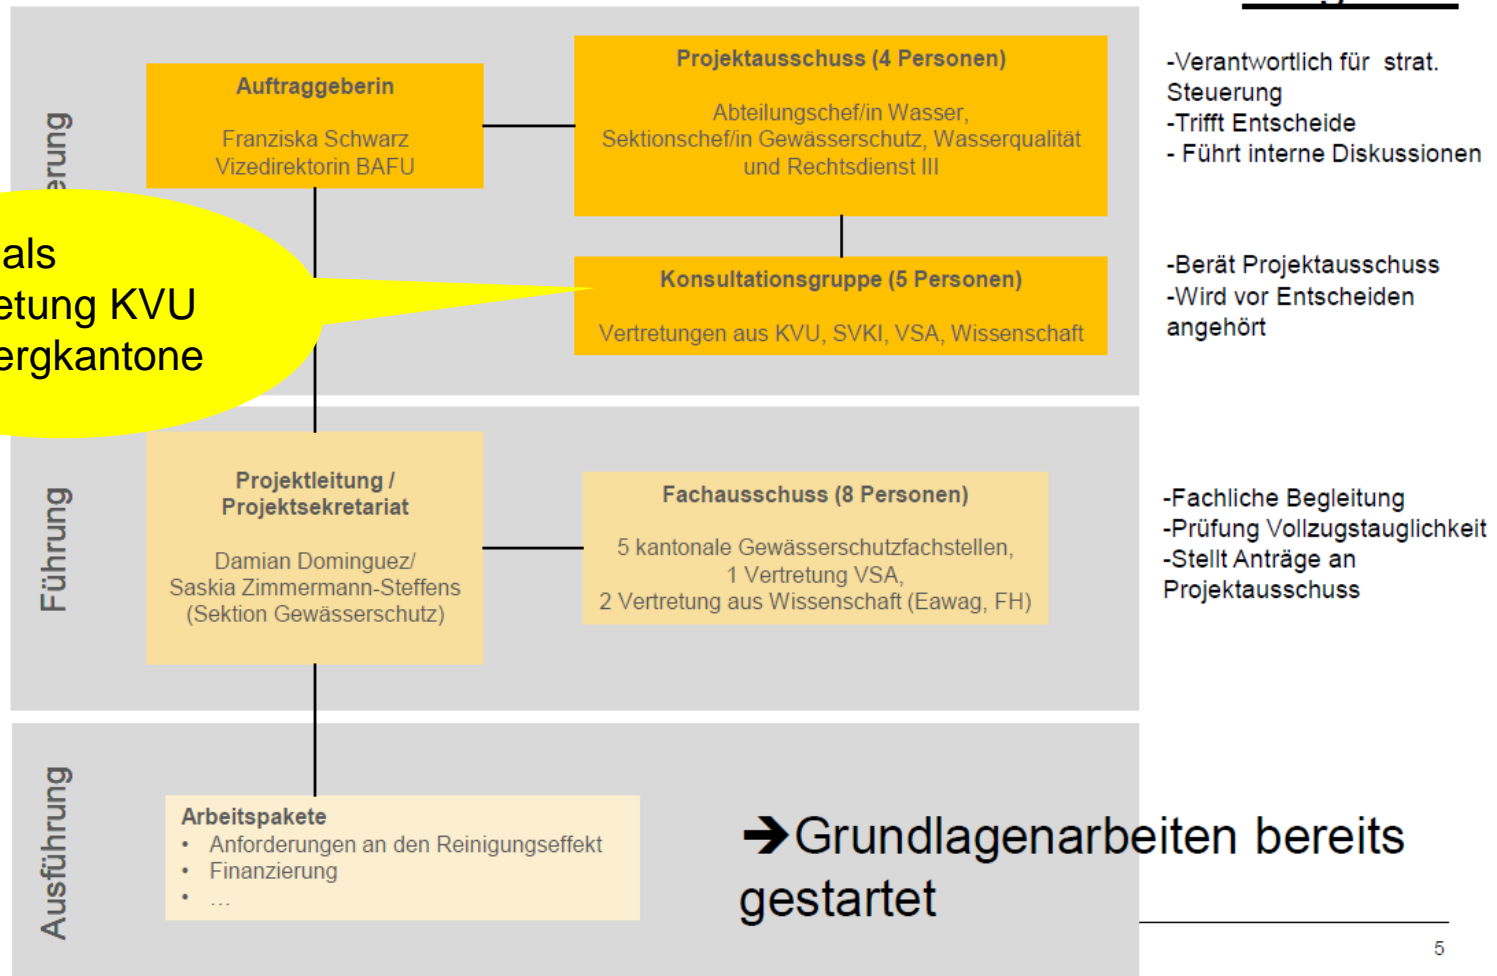 Auftraggeberin
Franziska Schwarz
Vizedirektorin BAFU
Projektausschuss (4 Personen)
Abteilungschef/in Wasser,
Sektionschef/in Gewässerschutz, Wasserqualität
und Rechtsdienst III
-Verantwortlich für strat.
Steuerung
-Trifft Entscheide
- Führt interne Diskussionen
als
KVU
Konsultationsgruppe (5 Personen)
Vertretungen aus KVU, SVKI, VSA, Wissenschaft
-Berät Projektausschuss
-Wird vor Entscheiden
angehört
Führung
Projektleitung /
Projektsekretariat
Damian Dominguez/
Saskia Zimmermann-Steffens
(Sektion Gewässerschutz)
Fachausschuss (8 Personen)
5 kantonale Gewässerschutzfachstellen,
1 Vertretung VSA,
2 Vertretung aus Wissenschaft (Eawag, FH)
-Fachliche Begleitung
-Prüfung Vollzugstauglichkeit
-Stellt Anträge an
Projektausschuss
Ausführung
Arbeitspakete
• Anforderungen an den Reinigungseffekt
• Finanzierung
• …
➔Grundlagenarbeiten bereits
gestartet
5